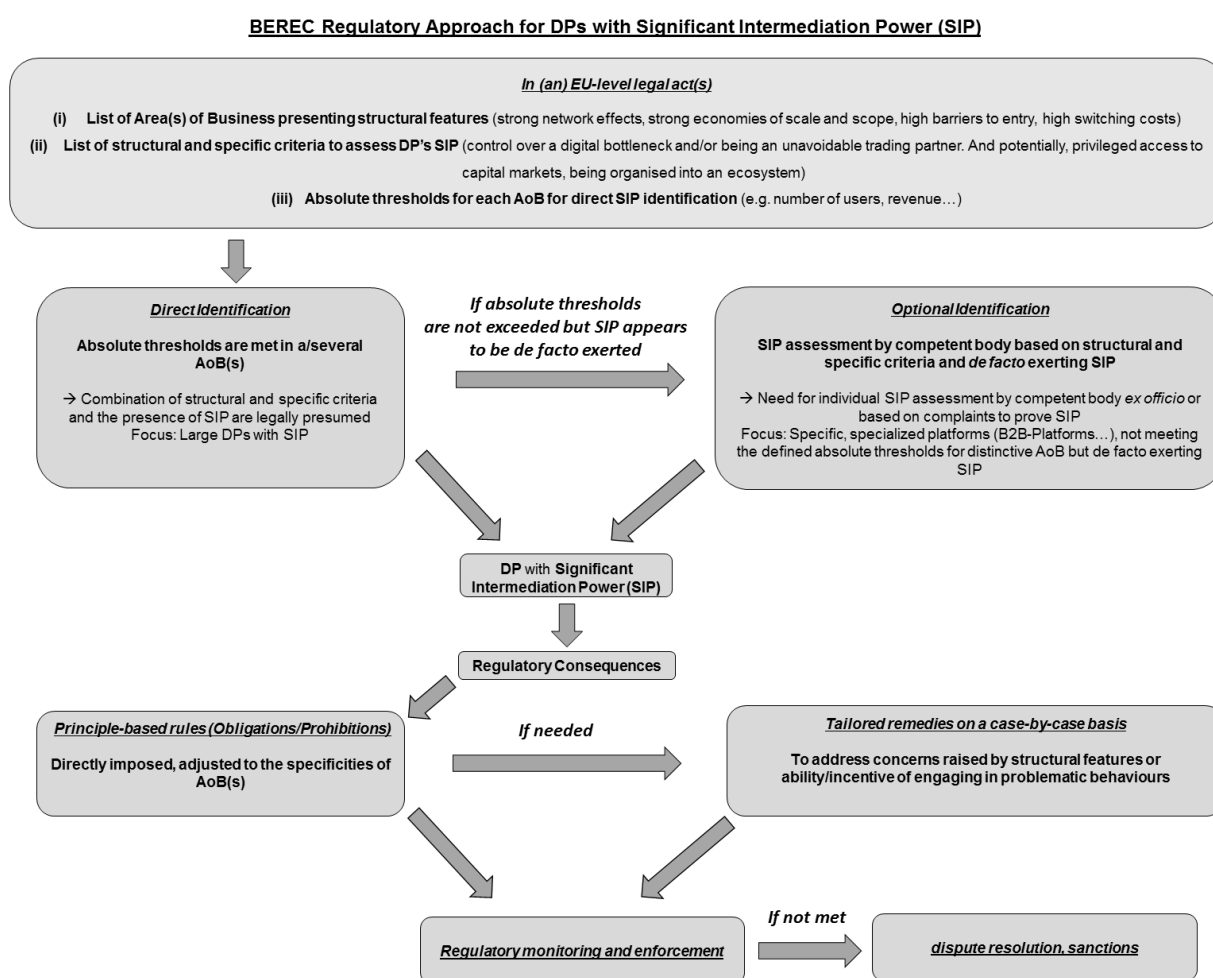 BEREC Regulatory Approach for DPs with Significant Intermediation Power (SIP)
In (an) EU-level legal act(s)
(i) List of Area(s) of Business presenting structural features (strong network effects, strong economies of scale and scope, high barriers to entry, high switching costs)
(ii) List of structural and specific criteria to assess DP's SIP (control over a digital bottleneck and/or being an unavoidable trading partner. And potentially, privileged access to
capital markets, being organised into an ecosystem)
(iii) Absolute thresholds for each AoB for direct SIP identification (e.g. number of users, revenue…)
Direct Identification
Absolute thresholds are met in a/several
AoB(s)
→ Combination of structural and specific criteria
and the presence of SIP are legally presumed
Focus: Large DPs with SIP
If absolute thresholds
are not exceeded but SIP appears
to be de facto exerted
Optional Identification
SIP assessment by competent body based on structural and
specific criteria and de facto exerting SIP
→ Need for individual SIP assessment by competent body ex officio or
based on complaints to prove SIP
Focus: Specific, specialized platforms (B2B-Platforms…), not meeting
the defined absolute thresholds for distinctive AoB but de facto exerting
SIP
DP with Significant
Intermediation Power (SIP)
Regulatory Consequences
Principle-based rules (Obligations/Prohibitions)
Directly imposed, adjusted to the specificities of
AoB(s)
If needed
Tailored remedies on a case-by-case basis
To address concerns raised by structural features or
ability/incentive of engaging in problematic behaviours
Regulatory monitoring and enforcement
If not met
dispute resolution, sanctions